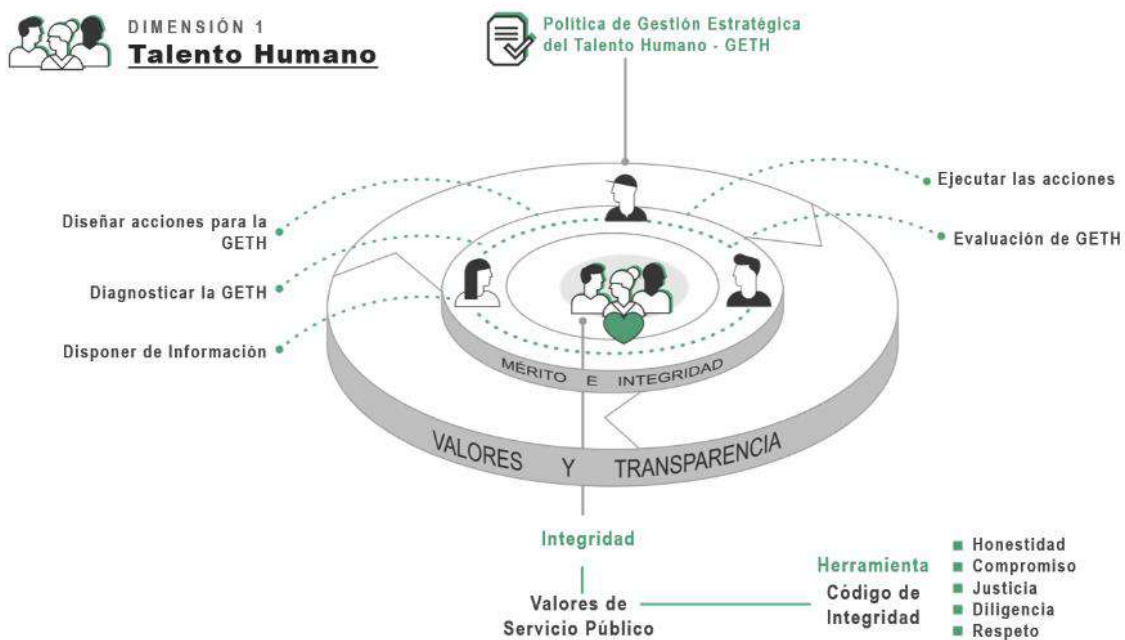 DIMENSIÓN 1
Talento Humano
Política de Gestión Estratégica
del Talento Humano - GETH
Diseñar acciones para la
GETH
Diagnosticar la GETH
Disponer de Información
Ejecutar las acciones
Evaluación de GETH
MÉRITO E INTEGRIDAD
VALORES Y TRANSPARENCIA
Integridad
Valores de
Servicio Público
Herramienta
Código de
Integridad
Honestidad
Compromiso
Justicia
Diligencia
Respeto